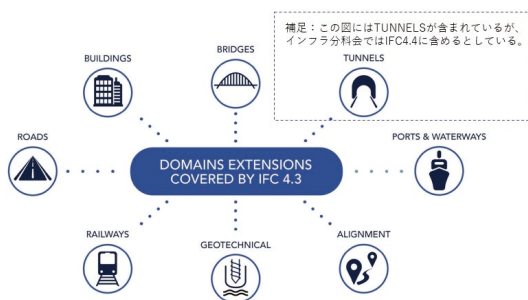 補足：この図にはTUNNELSが含まれているが、
インフラ分科会ではIFC4.4に含めるとしている。
BUILDINGS
BRIDGES
TUNNELS
ROADS
DOMAINS EXTENSIONS
COVERED BY IFC 4.3
PORTS & WATERWAYS
RAILWAYS
GEOTECHNICAL
ALIGNMENT